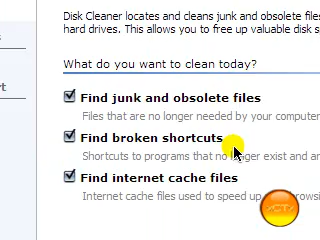 Disk Cleaner locates and cleans junk and obsolete files
hard drives. This allows you to free up valuable disk s
What do you want to clean today?
Find junk and obsolete files
Files that are no longer needed by your computer
Find broken shortcuts
Shortcuts to programs that no longer exist and ar
Find internet cache files
Internet cache files used to speed up browsi